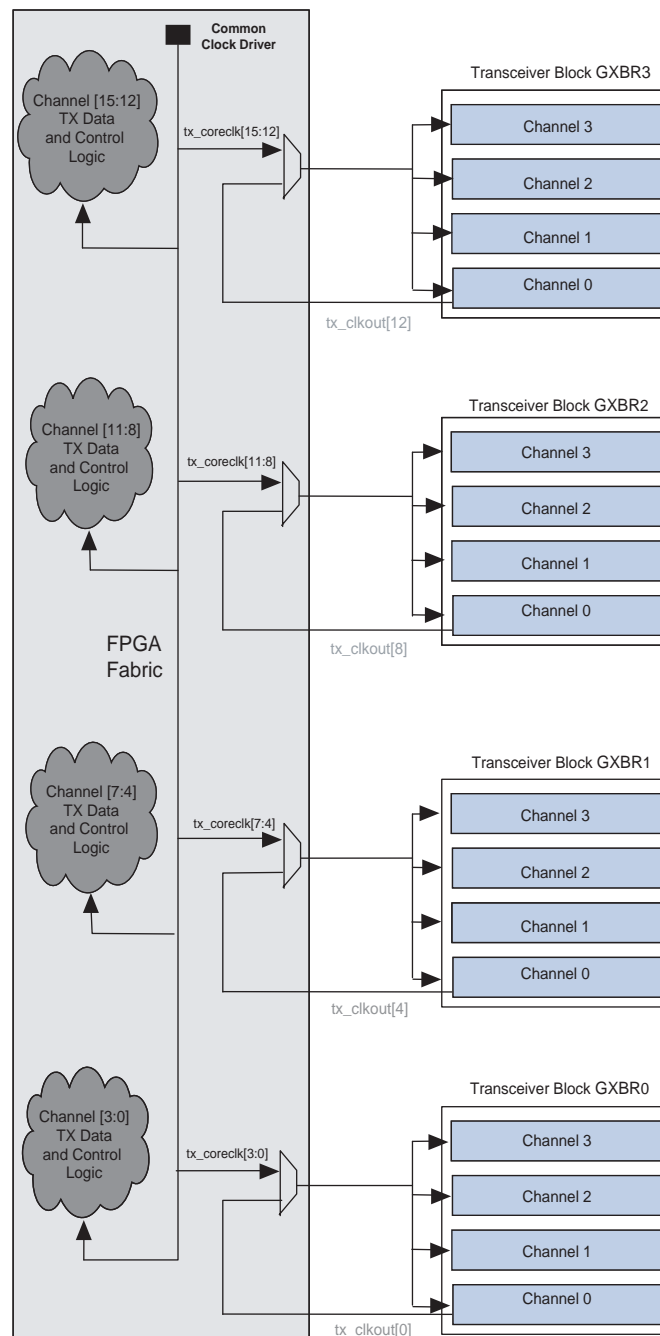 Common
Clock Driver
Channel [15:12]
TX Data
and Control
Logic
tx_coreclk[15:12]
Transceiver Block GXBR3
Channel 3
Channel 2
Channel 1
Channel 0
tx_clkout[12]
Channel [11:8]
TX Data
and Control
Logic
tx_coreclk[11:8]
Transceiver Block GXBR2
Channel 3
Channel 2
Channel 1
Channel 0
tx_clkout[8]
FPGA
Fabric
Channel [7:4]
TX Data
and Control
Logic
tx_coreclk[7:4]
Transceiver Block GXBR1
Channel 3
Channel 2
Channel 1
Channel 0
tx_clkout[4]
Channel [3:0]
TX Data
and Control
Logic
tx_coreclk[3:0]
Transceiver Block GXBR0
Channel 3
Channel 2
Channel 1
Channel 0
tx_clkout[0]